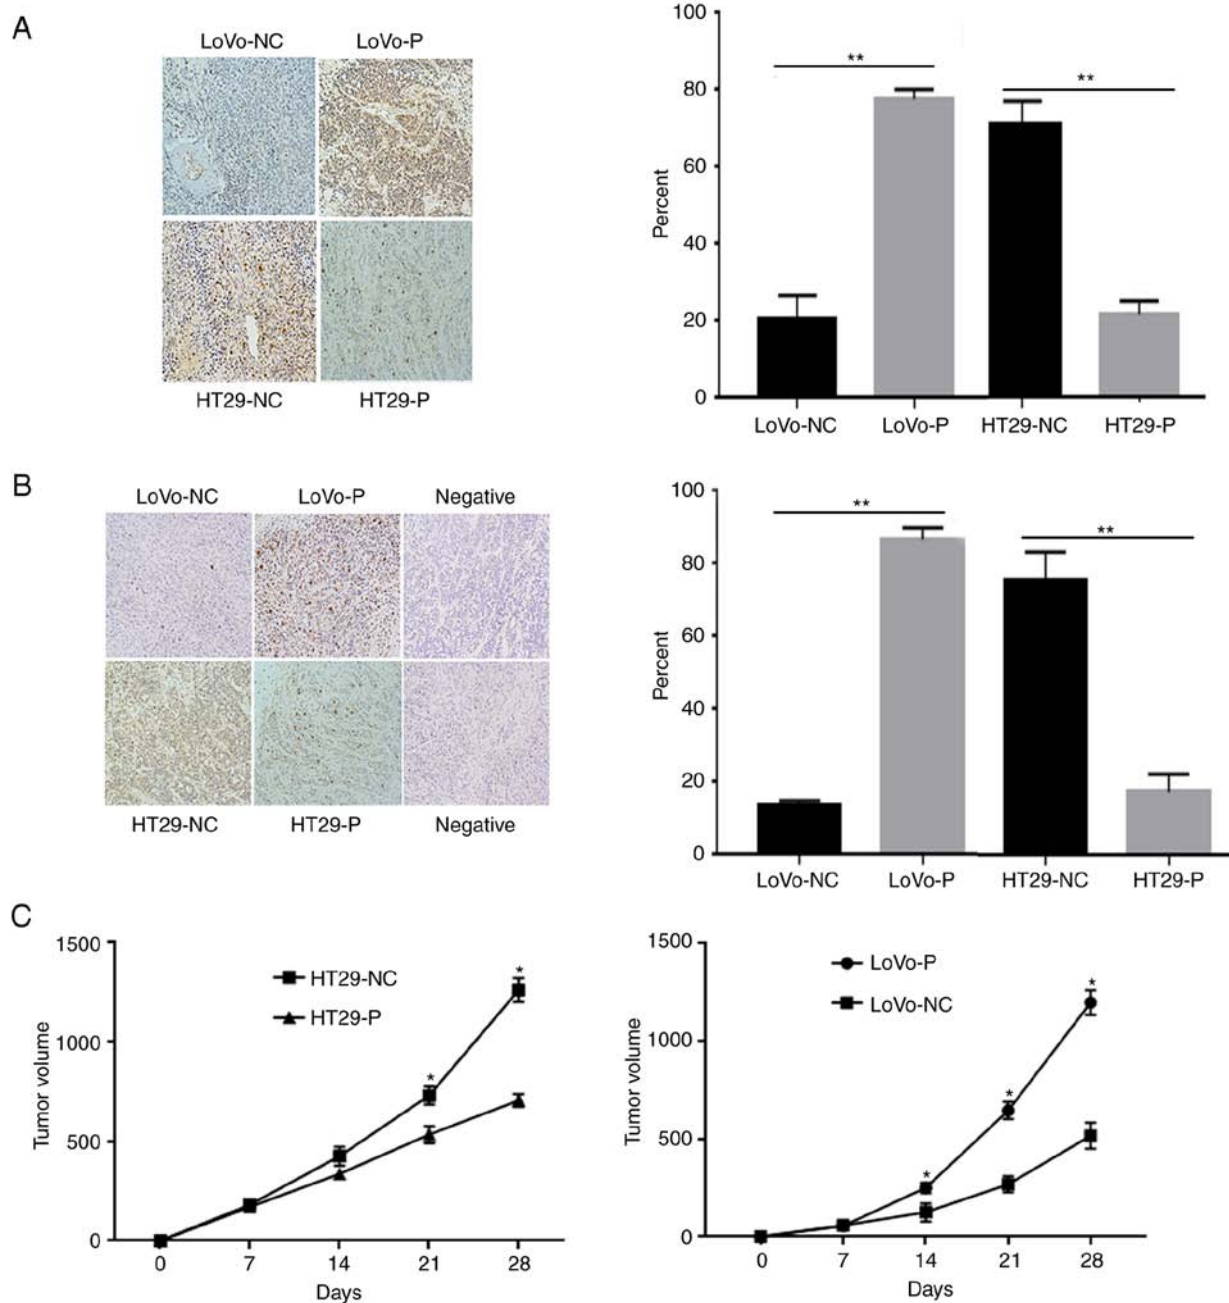 A
LoVo-NC LoVo-P
HT29-NC HT29-P
100
80
60
40
20
0
Percent
** **
LoVo-NC LoVo-P HT29-NC HT29-P
B
LoVo-NC LoVo-P Negative
HT29-NC HT29-P Negative
100
80
60
40
20
0
Percent
** **
LoVo-NC LoVo-P HT29-NC HT29-P
C
1500
1000
500
0
Tumor volume
HT29-NC
HT29-P
* *
0 7 14 21 28
Days
1500
1000
500
0
Tumor volume
LoVo-P
LoVo-NC
* * *
0 7 14 21 28
Days